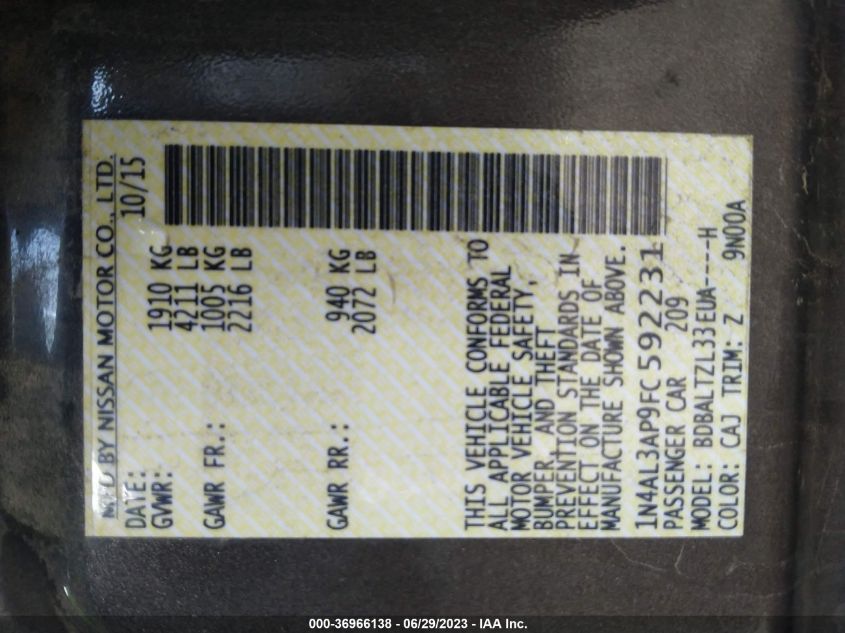 MFD BY NISSAN MOTOR CO., LTD.
DATE: 10/15
GVWR: 1910 KG
4211 LB
GAWR FR.: 1005 KG
2216 LB
GAWR RR.: 940 KG
2072 LB
THIS VEHICLE CONFORMS TO
ALL APPLICABLE FEDERAL
MOTOR VEHICLE SAFETY,
BUMPER, AND THEFT
PREVENTION STANDARDS IN
EFFECT ON THE DATE OF
MANUFACTURE SHOWN ABOVE.
1N4AL3AP9FC592231
PASSENGER CAR 209
MODEL: BDBALTZL33EUA----H
COLOR: CAJ TRIM: Z 9N00A
000-36966138 - 06/29/2023 - IAA Inc.